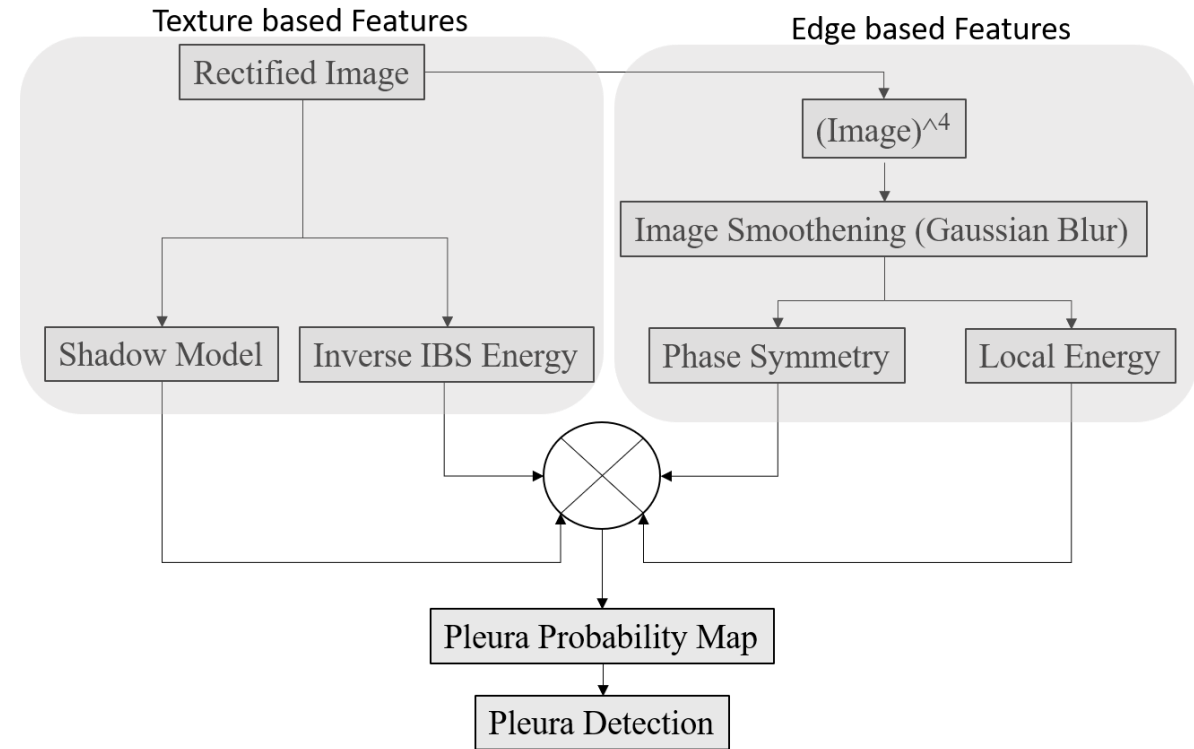 Texture based Features
Edge based Features
Rectified Image
(Image)^4
Image Smoothening (Gaussian Blur)
Shadow Model
Inverse IBS Energy
Phase Symmetry
Local Energy
Pleura Probability Map
Pleura Detection